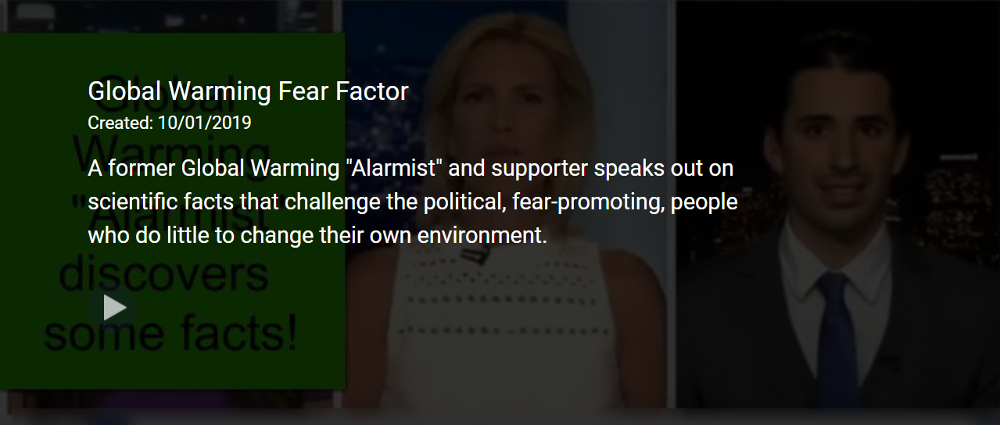 Global Warming Fear Factor
Created: 10/01/2019
A former Global Warming "Alarmist" and supporter speaks out on
scientific facts that challenge the political, fear-promoting, people
who do little to change their own environment.
Global
Warming
"Alarmist"
discovers
some facts!